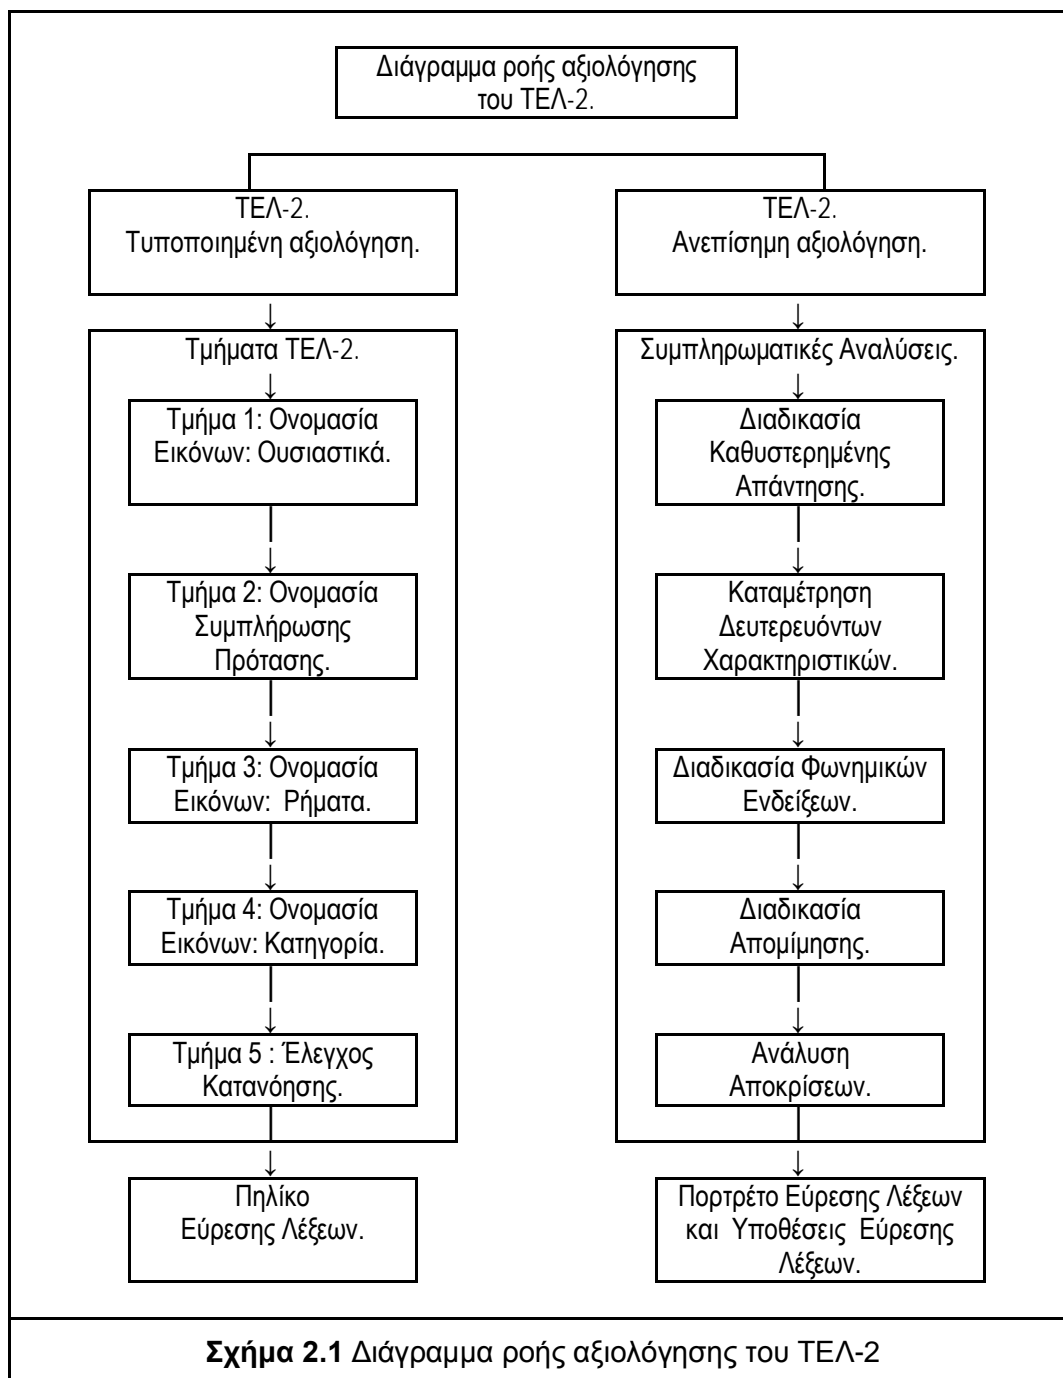 Διάγραμμα ροής αξιολόγησης
του ΤΕΛ-2.
ΤΕΛ-2.
Τυποποιημένη αξιολόγηση.
↓
Τμήματα ΤΕΛ-2.
↓
Τμήμα 1: Ονομασία
Εικόνων: Ουσιαστικά.
↓
Τμήμα 2: Ονομασία
Συμπλήρωσης
Πρότασης.
↓
Τμήμα 3: Ονομασία
Εικόνων:  Ρήματα.
↓
Τμήμα 4: Ονομασία
Εικόνων: Κατηγορία.
↓
Τμήμα 5 : Έλεγχος
Κατανόησης.
↓
Πηλίκο
Εύρεσης Λέξεων.
ΤΕΛ-2.
Ανεπίσημη αξιολόγηση.
↓
Συμπληρωματικές Αναλύσεις.
↓
Διαδικασία
Καθυστερημένης
Απάντησης.
↓
Καταμέτρηση
Δευτερευόντων
Χαρακτηριστικών.
↓
Διαδικασία Φωνημικών
Ενδείξεων.
↓
Διαδικασία
Απομίμησης.
↓
Ανάλυση
Αποκρίσεων.
↓
Πορτρέτο Εύρεσης Λέξεων
και  Υποθέσεις  Εύρεσης
Λέξεων.
Σχήμα 2.1 Διάγραμμα ροής αξιολόγησης του ΤΕΛ-2